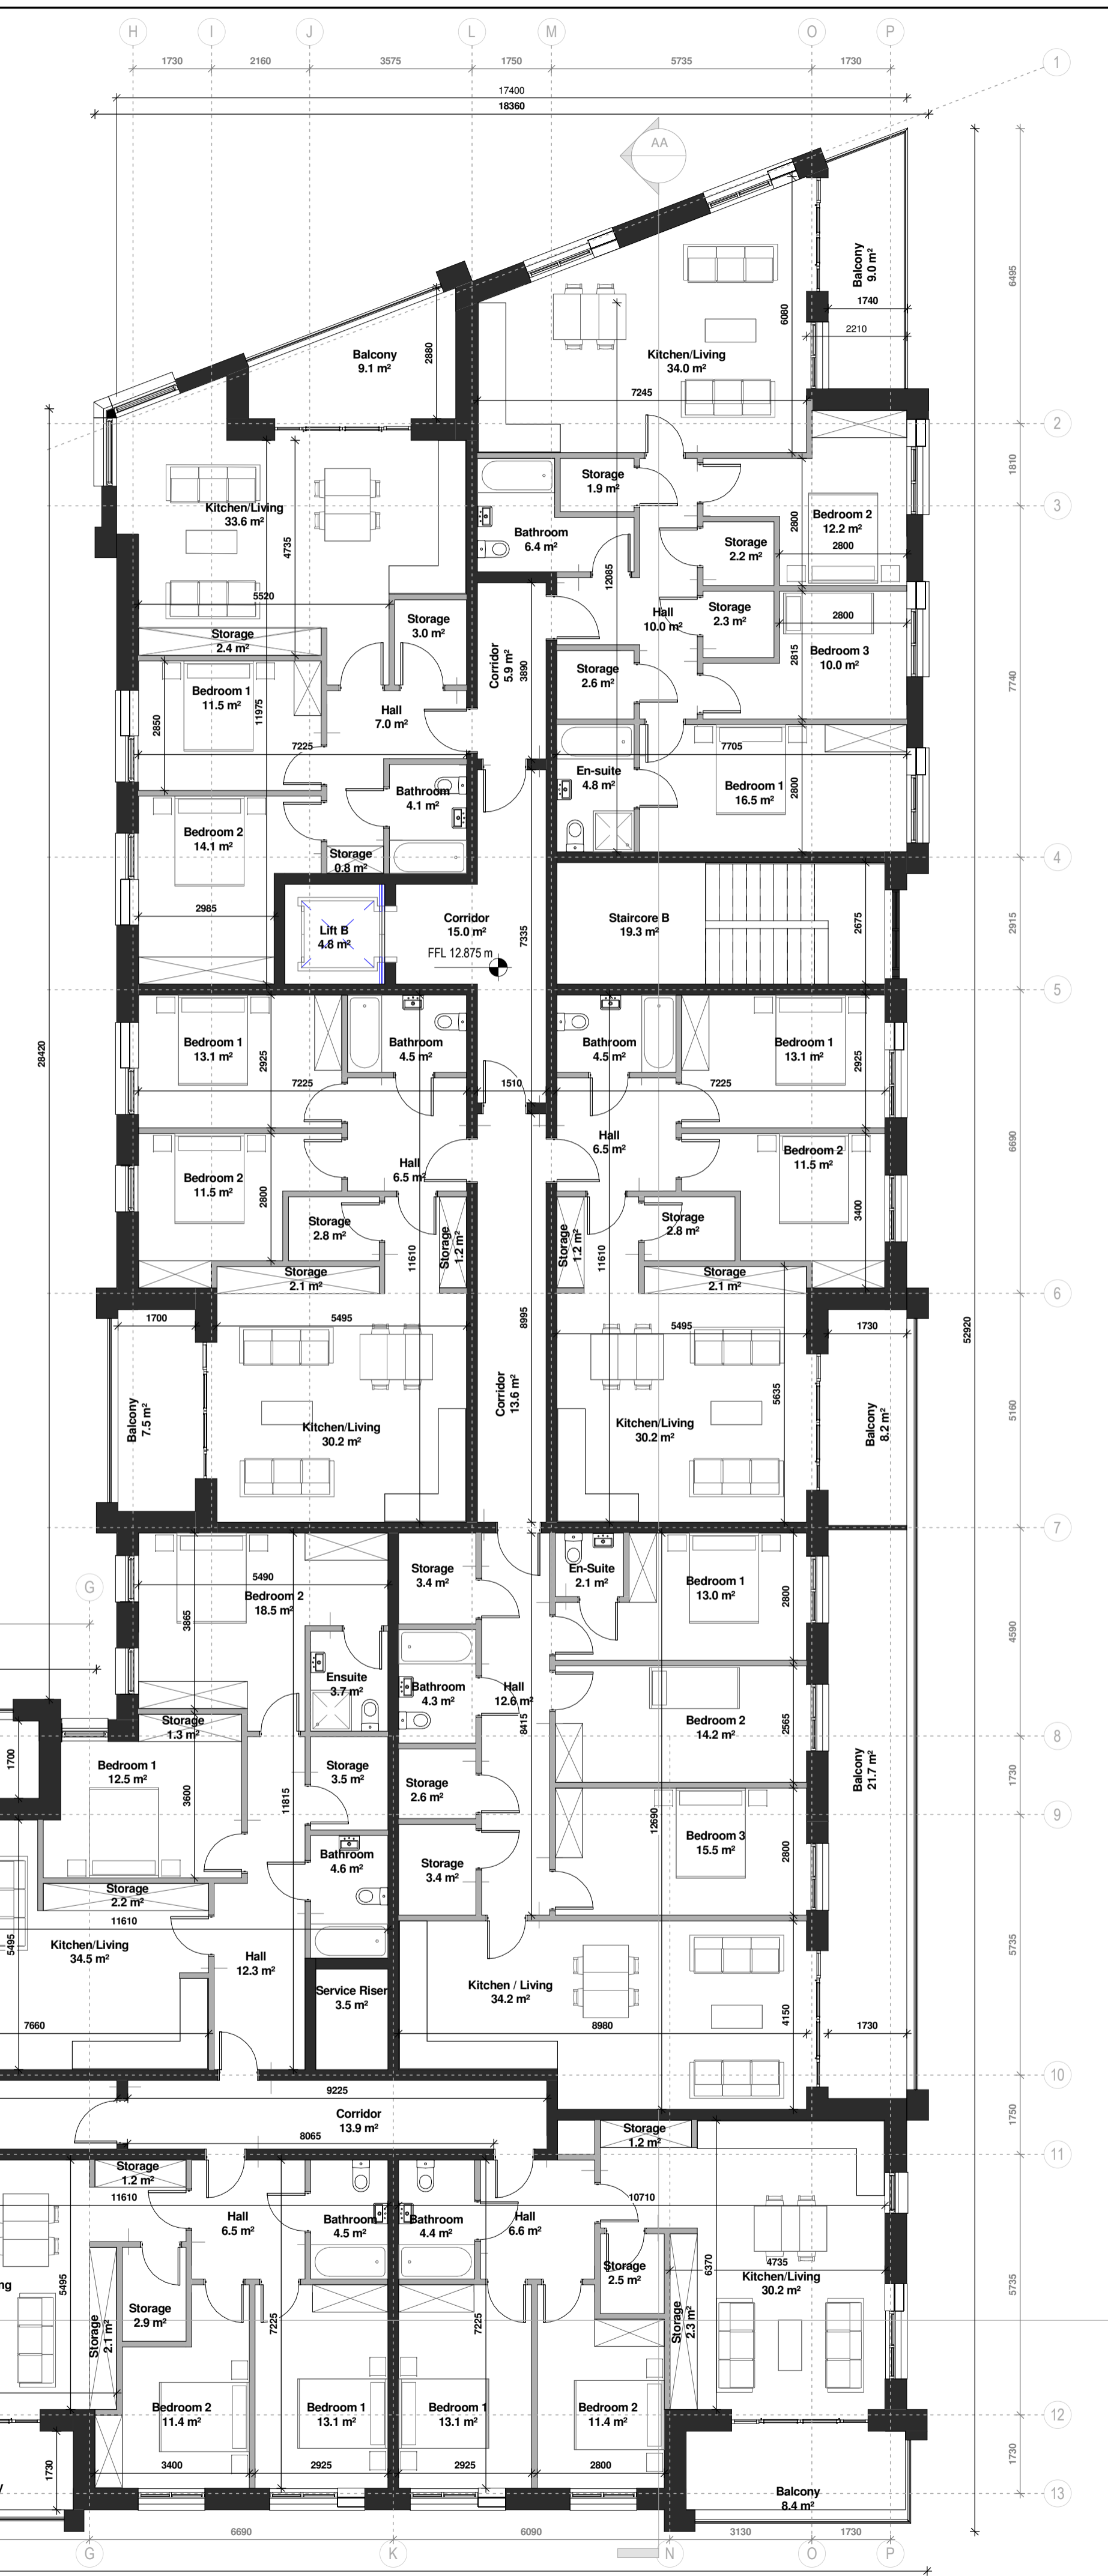 H I J L M O P
1730 2160 3575 1750 5735 1730
1
17400
18360
AA
Balcony
9.0 m²
6495
1740
2210
6080
Balcony
9.1 m²
2880
Kitchen/Living
34.0 m²
7245
2
1810
Kitchen/Living
33.6 m²
4735
5520
Storage
1.9 m²
Bathroom
6.4 m²
Bedroom 2
12.2 m²
2800
2800
3
Storage
2.2 m²
12085
Storage
2.4 m²
Storage
3.0 m²
Corridor
5.9 m²
3890
Hall
10.0 m²
Storage
2.3 m²
2800
Bedroom 3
10.0 m²
2815
7740
Storage
2.6 m²
Bedroom 1
11.5 m²
2850
11975
Hall
7.0 m²
7225
7705
En-suite
4.8 m²
Bedroom 1
16.5 m²
2800
Bathroom
4.1 m²
Bedroom 2
14.1 m²
Storage
0.8 m²
4
2985
Lift B
4.8 m²
Corridor
15.0 m²
FFL 12.875 m
7335
Staircore B
19.3 m²
2675
2915
5
28420
Bedroom 1
13.1 m²
2925
Bathroom
4.5 m²
Bathroom
4.5 m²
Bedroom 1
13.1 m²
2925
7225
1510
7225
Bedroom 2
11.5 m²
2800
Hall
6.5 m²
Hall
6.5 m²
Bedroom 2
11.5 m²
3400
6690
Storage
2.8 m²
11610
Storage
1.2 m²
Storage
1.2 m²
11610
Storage
2.8 m²
Storage
2.1 m²
Storage
2.1 m²
6
1700
5495
8995
5495
1730
52920
Balcony
7.5 m²
Kitchen/Living
30.2 m²
Corridor
13.6 m²
Kitchen/Living
30.2 m²
5635
Balcony
8.2 m²
5160
7
G
5490
Bedroom 2
18.5 m²
3865
Storage
3.4 m²
En-Suite
2.1 m²
Bedroom 1
13.0 m²
2800
4590
Ensuite
3.7 m²
Bathroom
4.3 m²
Hall
12.6 m²
8415
Bedroom 2
14.2 m²
2565
Storage
1.3 m²
8
1700
Bedroom 1
12.5 m²
3600
11815
Storage
3.5 m²
Storage
2.6 m²
Balcony
21.7 m²
1730
9
12690
Bedroom 3
15.5 m²
2800
Bathroom
4.6 m²
Storage
3.4 m²
Storage
2.2 m²
11610
5495
Kitchen/Living
34.5 m²
Hall
12.3 m²
Service Riser
3.5 m²
Kitchen / Living
34.2 m²
5735
7660
8980
4150
1730
10
9225
Corridor
13.9 m²
8065
1750
Storage
1.2 m²
11
Storage
1.2 m²
11610
10710
Hall
6.5 m²
Bathroom
4.5 m²
Bathroom
4.4 m²
Hall
6.6 m²
5495
Storage
2.5 m²
6370
4735
Kitchen/Living
30.2 m²
5735
Storage
2.1 m²
Storage
2.9 m²
7225
7225
Storage
2.3 m²
Bedroom 2
11.4 m²
Bedroom 1
13.1 m²
Bedroom 1
13.1 m²
Bedroom 2
11.4 m²
12
1730
3400
2925
2925
2800
1730
Balcony
8.4 m²
13
6690 6090 3130 1730
G K N O P